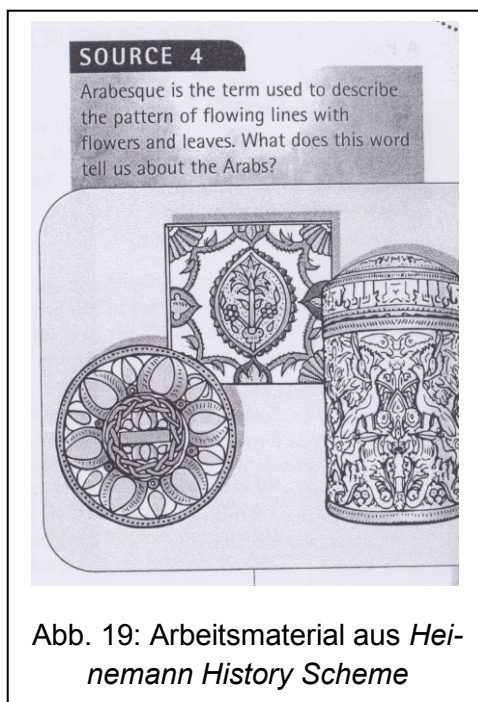 SOURCE 4
Arabesque is the term used to describe
the pattern of flowing lines with
flowers and leaves. What does this word
tell us about the Arabs?
Abb. 19: Arbeitsmaterial aus Hei-
nemann History Scheme